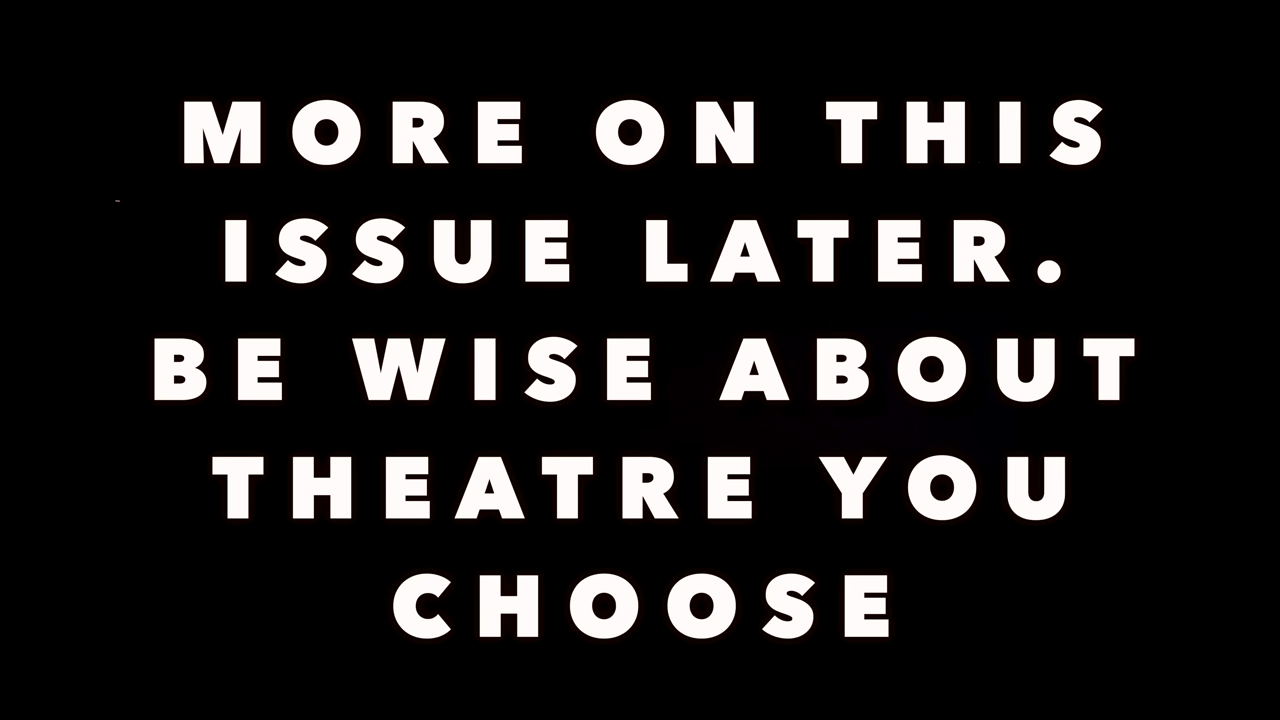 MORE ON THIS
ISSUE LATER.
BE WISE ABOUT
THEATRE YOU
CHOOSE